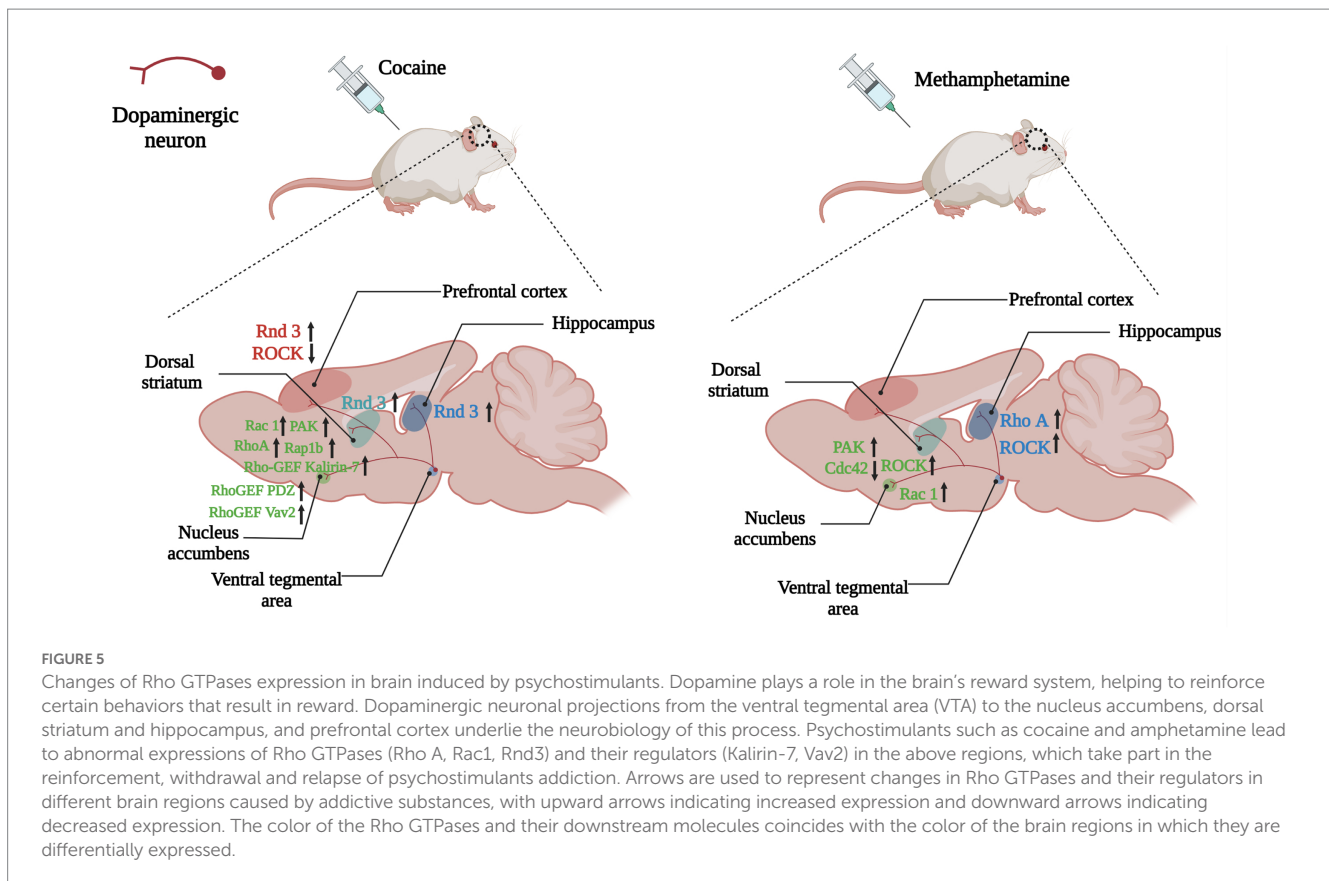 Dopaminergic
neuron
Cocaine
Methamphetamine
Prefrontal cortex
Hippocampus
Rnd 3
ROCK
Dorsal
striatum
Rnd 3
Rnd 3
Rac 1
PAK
RhoA
Rap1b
Rho-GEF Kalirin-7
RhoGEF PDZ
RhoGEF Vav2
Nucleus
accumbens
Ventral tegmental
area
Prefrontal cortex
Hippocampus
Dorsal
striatum
Rho A
ROCK
PAK
Cdc42
ROCK
Rac 1
Nucleus
accumbens
Ventral tegmental
area
FIGURE 5
Changes of Rho GTPases expression in brain induced by psychostimulants. Dopamine plays a role in the brain's reward system, helping to reinforce
certain behaviors that result in reward. Dopaminergic neuronal projections from the ventral tegmental area (VTA) to the nucleus accumbens, dorsal
striatum and hippocampus, and prefrontal cortex underlie the neurobiology of this process. Psychostimulants such as cocaine and amphetamine lead
to abnormal expressions of Rho GTPases (Rho A, Rac1, Rnd3) and their regulators (Kalirin-7, Vav2) in the above regions, which take part in the
reinforcement, withdrawal and relapse of psychostimulants addiction. Arrows are used to represent changes in Rho GTPases and their regulators in
different brain regions caused by addictive substances, with upward arrows indicating increased expression and downward arrows indicating
decreased expression. The color of the Rho GTPases and their downstream molecules coincides with the color of the brain regions in which they are
differentially expressed.